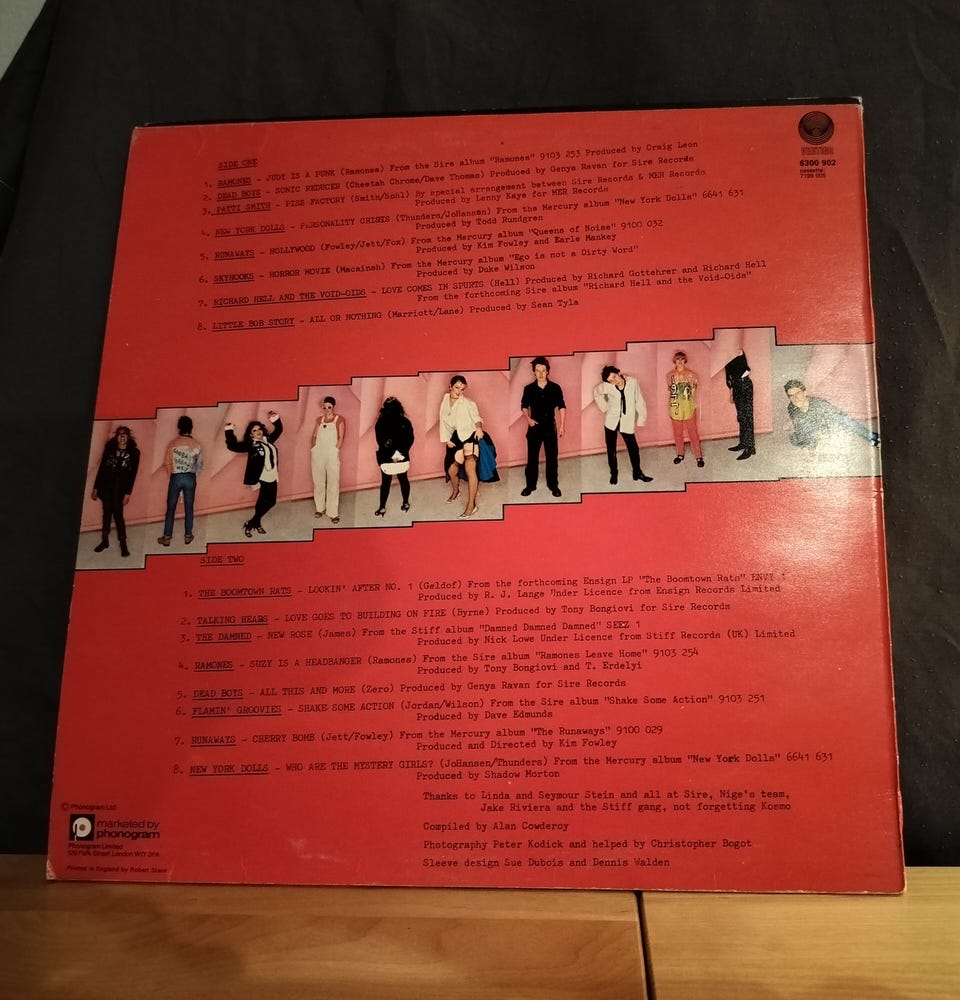 VERTIGO
6300 902
cassette:
7199 005
SIDE ONE
1. RAMONES - JUDY IS A PUNK (Ramones) From the Sire album "Ramones" 9103 253 Produced by Craig Leon
2. DEAD BOYS - SONIC REDUCER (Cheetah Chrome/Dave Thomas) Produced by Genya Ravan for Sire Records
3. PATTI SMITH - PISS FACTORY (Smith/Sohl) By special arrangement between Sire Records & MER Records
Produced by Lenny Kaye for MER Records
4. NEW YORK DOLLS - PERSONALITY CRISIS (Thunders/JoHansen) From the Mercury album "New York Dolls" 6641 631
Produced by Todd Rundgren
5. RUNAWAYS - HOLLYWOOD (Fowley/Jett/Fox) From the Mercury album "Queens of Noise" 9100 032
Produced by Kim Fowley and Earle Mankey
6. SKYHOOKS - HORROR MOVIE (Macainsh) From the Mercury album "Ego is not a Dirty Word"
Produced by Duke Wilson
7. RICHARD HELL AND THE VOID-OIDS - LOVE COMES IN SPURTS (Hell) Produced by Richard Gottehrer and Richard Hell
From the forthcoming Sire album "Richard Hell and the Void-Oids"
8. LITTLE BOB STORY - ALL OR NOTHING (Marriott/Lane) Produced by Sean Tyla
SIDE TWO
1. THE BOOMTOWN RATS - LOOKIN' AFTER NO. 1 (Geldof) From the forthcoming Ensign LP "The Boomtown Rats" ENVY 1
Produced by R. J. Lange Under Licence from Ensign Records Limited
2. TALKING HEADS - LOVE GOES TO BUILDING ON FIRE (Byrne) Produced by Tony Bongiovi for Sire Records
3. THE DAMNED - NEW ROSE (James) From the Stiff album "Damned Damned Damned" SEEZ 1
Produced by Nick Lowe Under Licence from Stiff Records (UK) Limited
4. RAMONES - SUZY IS A HEADBANGER (Ramones) From the Sire album "Ramones Leave Home" 9103 254
Produced by Tony Bongiovi and T. Erdelyi
5. DEAD BOYS - ALL THIS AND MORE (Zero) Produced by Genya Ravan for Sire Records
6. FLAMIN' GROOVIES - SHAKE SOME ACTION (Jordan/Wilson) From the Sire album "Shake Some Action" 9103 251
Produced by Dave Edmunds
7. RUNAWAYS - CHERRY BOMB (Jett/Fowley) From the Mercury album "The Runaways" 9100 029
Produced and Directed by Kim Fowley
8. NEW YORK DOLLS - WHO ARE THE MYSTERY GIRLS? (JoHansen/Thunders) From the Mercury album "New York Dolls" 6641 631
Produced by Shadow Morton
Thanks to Linda and Seymour Stein and all at Sire, Nige's team,
Jake Riviera and the Stiff gang, not forgetting Kosmo
Compiled by Alan Cowderoy
Photography Peter Kodick and helped by Christopher Bogot
Sleeve design Sue Dubois and Dennis Walden
© Phonogram Ltd
marketed by
phonogram
Phonogram Limited
129 Park Street London W1Y 3FA
Printed in England by Robert Stace